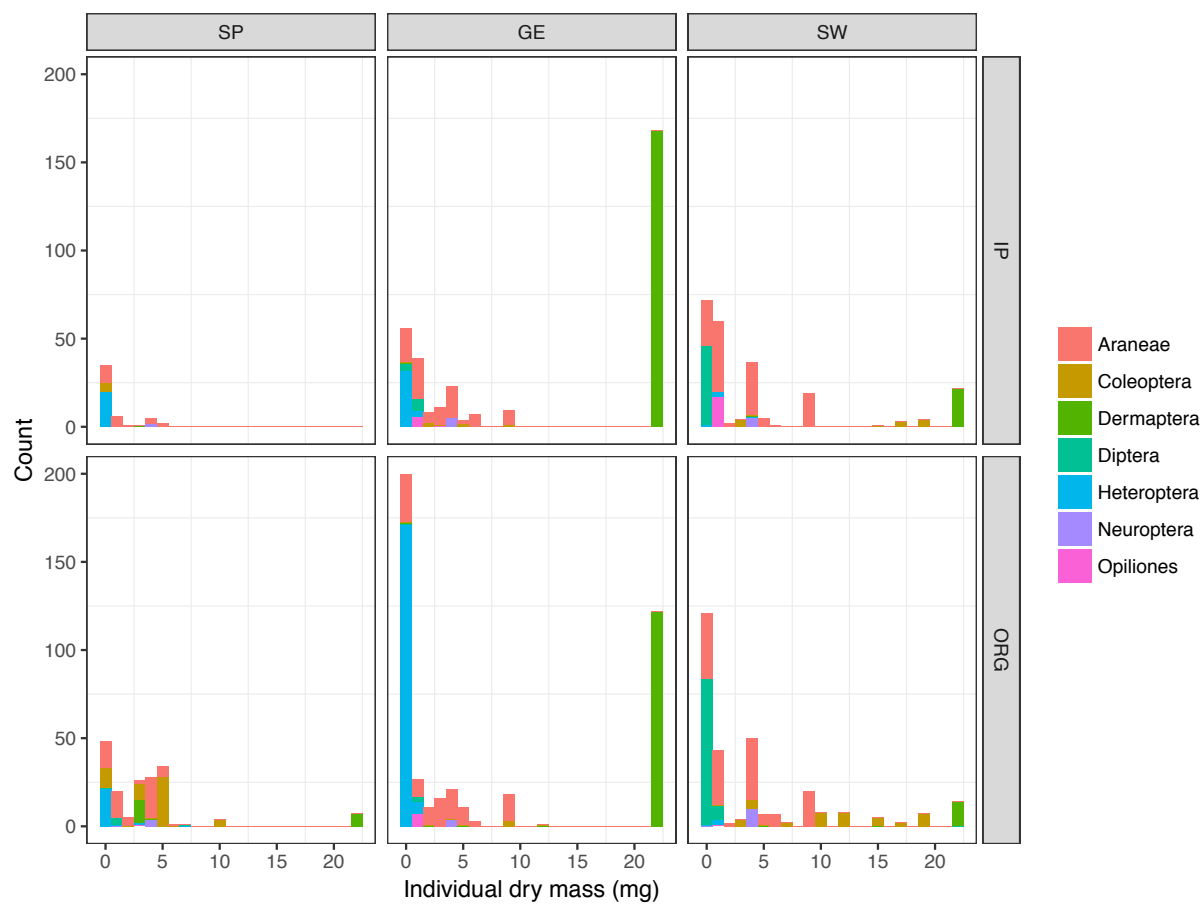 SP GE SW
200
150
100
50
0
IP
200
150
100
50
0
ORG
Count
0 5 10 15 20 0 5 10 15 20 0 5 10 15 20
Individual dry mass (mg)
Araneae
Coleoptera
Dermaptera
Diptera
Heteroptera
Neuroptera
Opiliones